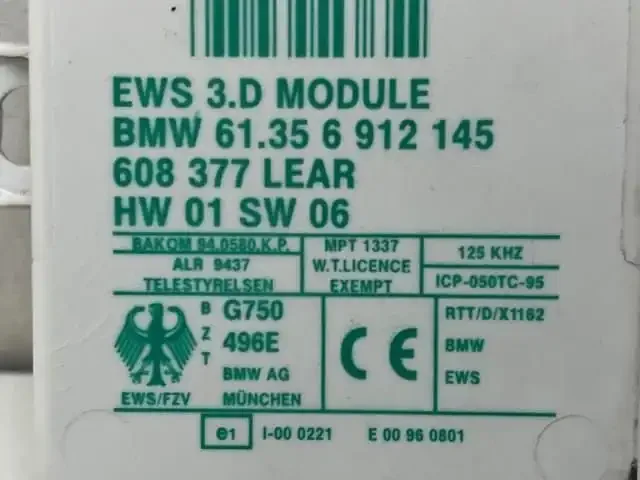 EWS 3.D MODULE
BMW 61.35 6 912 145
608 377 LEAR
HW 01 SW 06
BAKOM 94.0580.K.P.
ALR 9437
TELESTYRELSEN
MPT 1337
W.T.LICENCE
EXEMPT
125 KHZ
ICP-050TC-95
EWS/FZV
BZT
G750
496E
BMW AG
MÜNCHEN
CE
RTT/D/X1162
BMW
EWS
e1 I-00 0221 E 00 96 0801